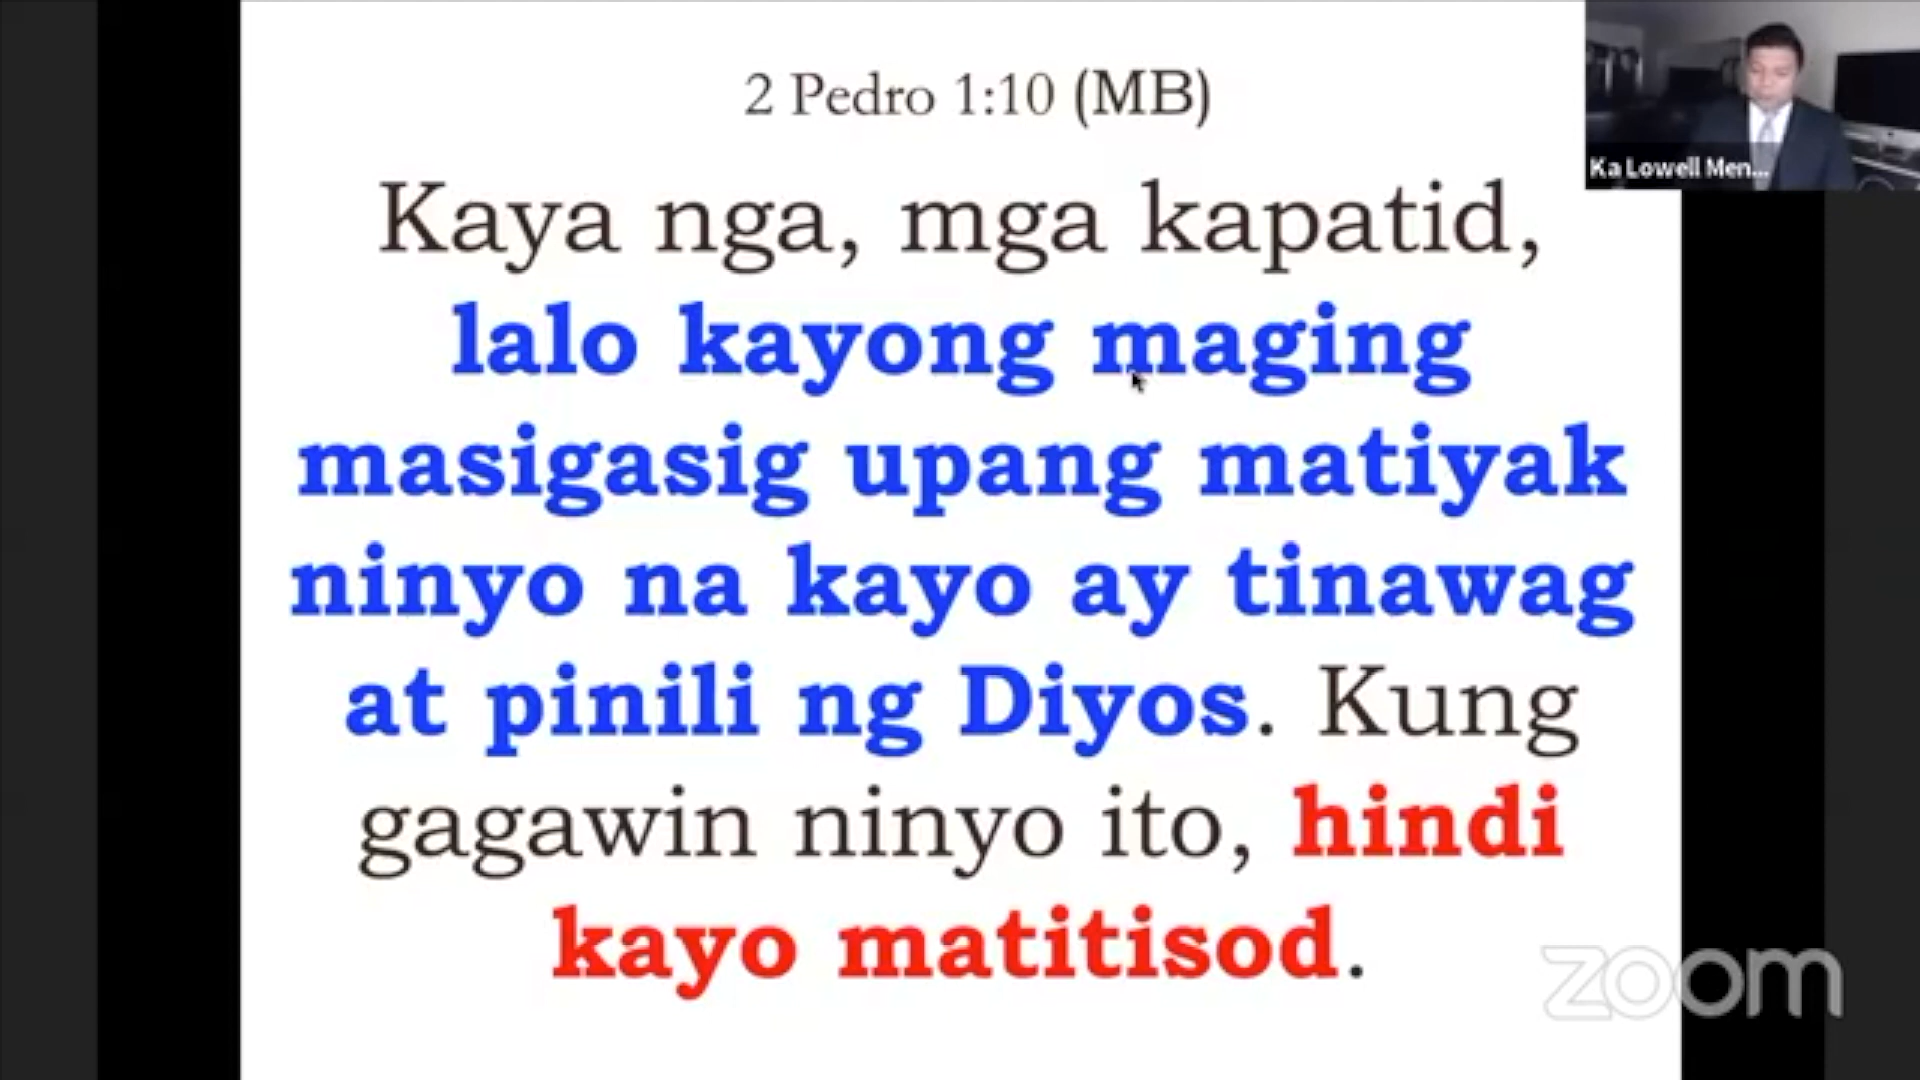 2 Pedro 1:10 (MB)
Kaya nga, mga kapatid,
lalo kayong maging
masigasig upang matiyak
ninyo na kayo ay tinawag
at pinili ng Diyos. Kung
gagawin ninyo ito, hindi
kayo matitisod.
Ka Lowell Men...
zoom